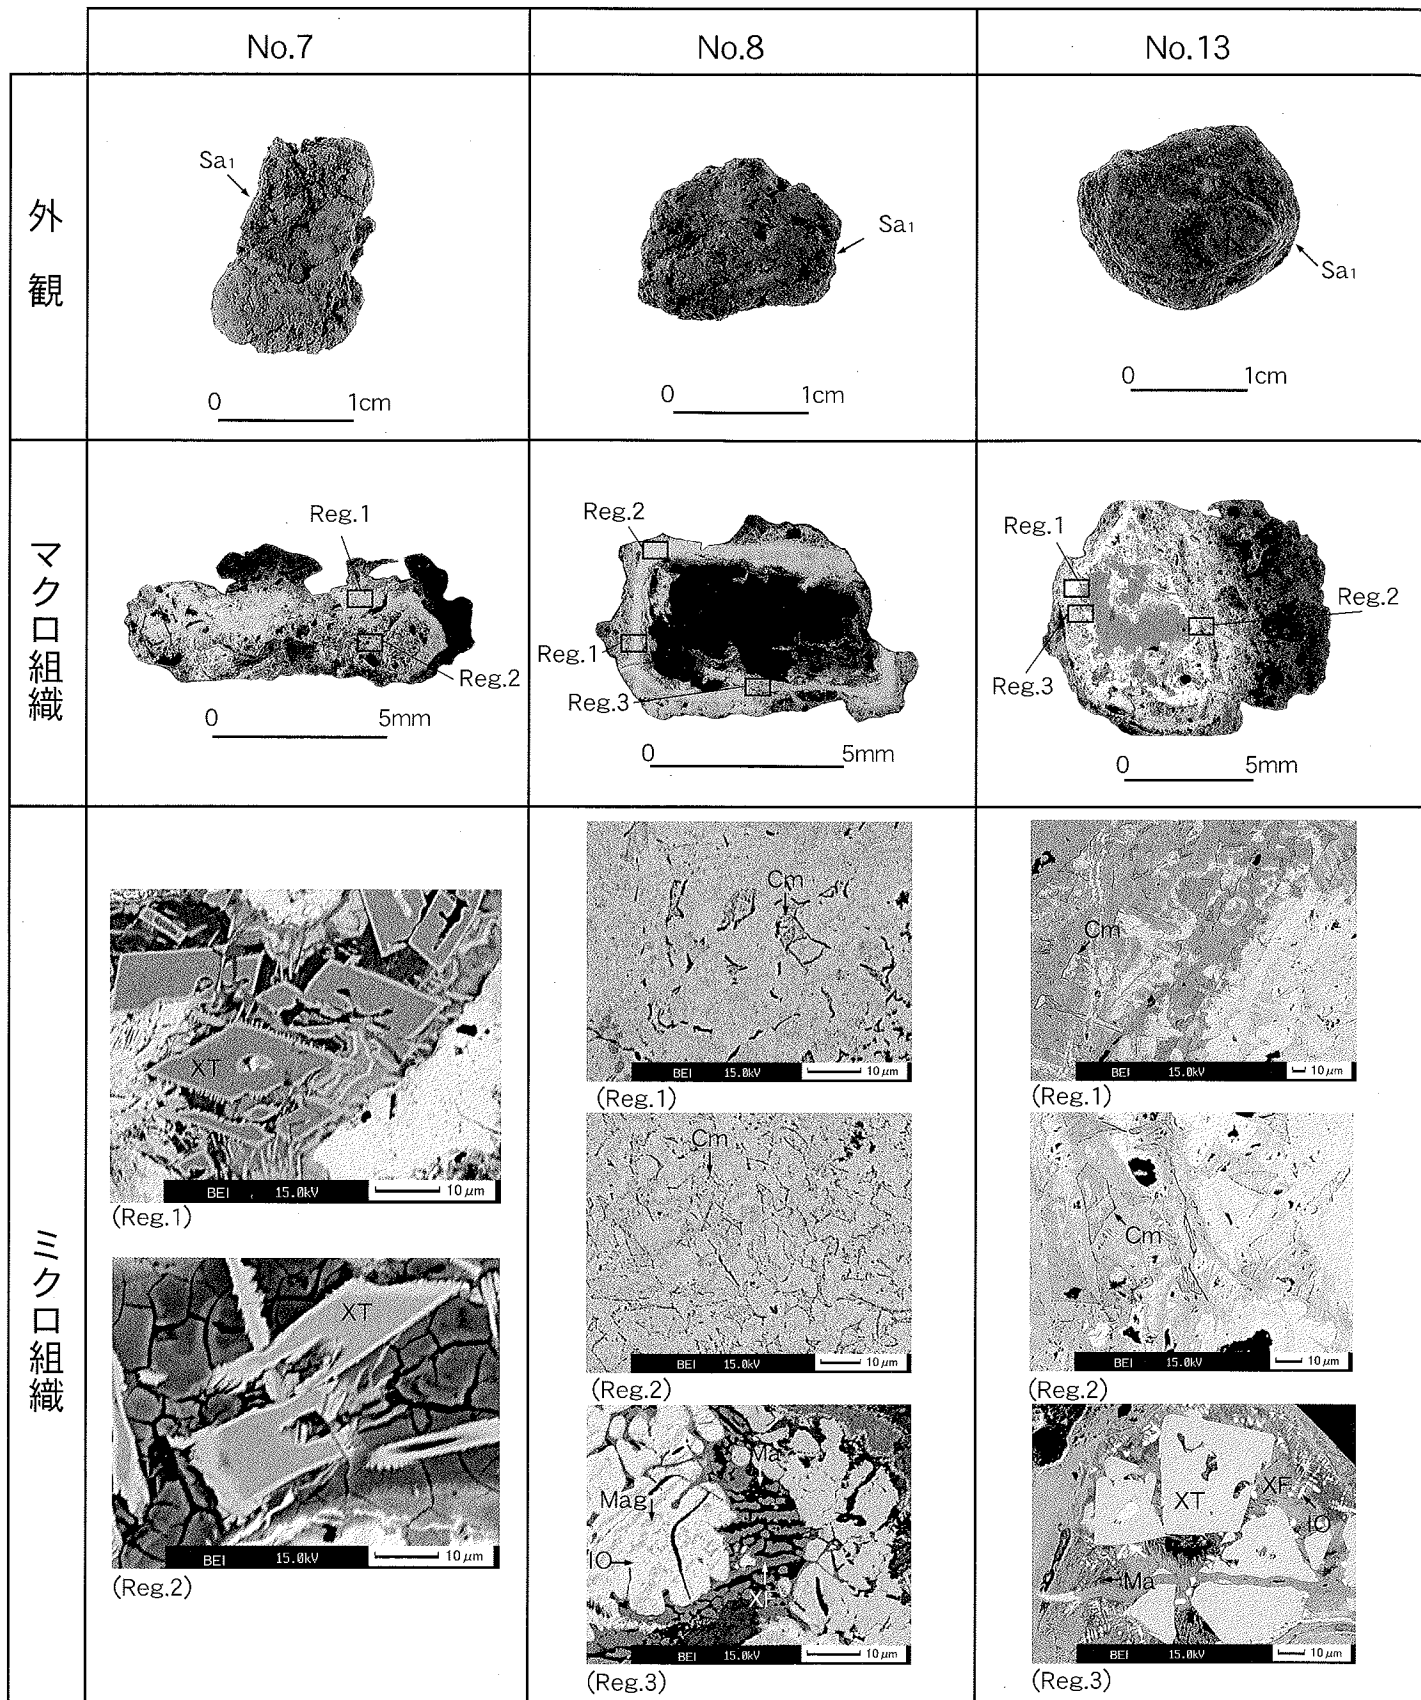 No.7
No.8
No.13
外観
Sa1
Sa1
Sa1
0 1cm
0 1cm
0 1cm
マクロ組織
Reg.1
Reg.2
0 5mm
Reg.2
Reg.1
Reg.3
0 5mm
Reg.1
Reg.2
Reg.3
0 5mm
ミクロ組織
XT
BEI 15.0kV 10μm
(Reg.1)
XT
BEI 15.0kV 10μm
(Reg.2)
Cm
BEI 15.0kV 10μm
(Reg.1)
Cm
BEI 15.0kV 10μm
(Reg.2)
Ma
Mag
IO
XF
BEI 15.0kV 10μm
(Reg.3)
Cm
BEI 15.0kV 10μm
(Reg.1)
Cm
BEI 15.0kV 10μm
(Reg.2)
XT
XF
IO
Ma
BEI 15.0kV 10μm
(Reg.3)